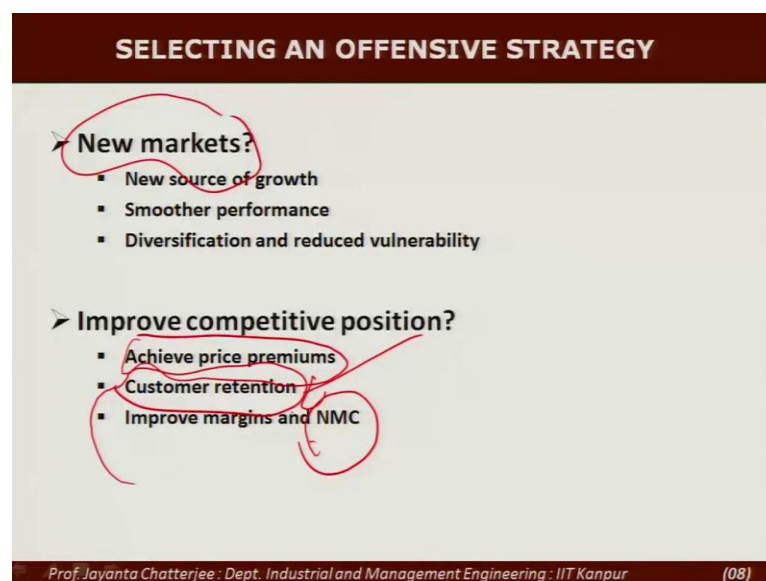 SELECTING AN OFFENSIVE STRATEGY
➢ New markets?
▪ New source of growth
▪ Smoother performance
▪ Diversification and reduced vulnerability
➢ Improve competitive position?
▪ Achieve price premiums
▪ Customer retention
▪ Improve margins and NMC
Prof. Jayanta Chatterjee : Dept. Industrial and Management Engineering : IIT Kanpur (08)